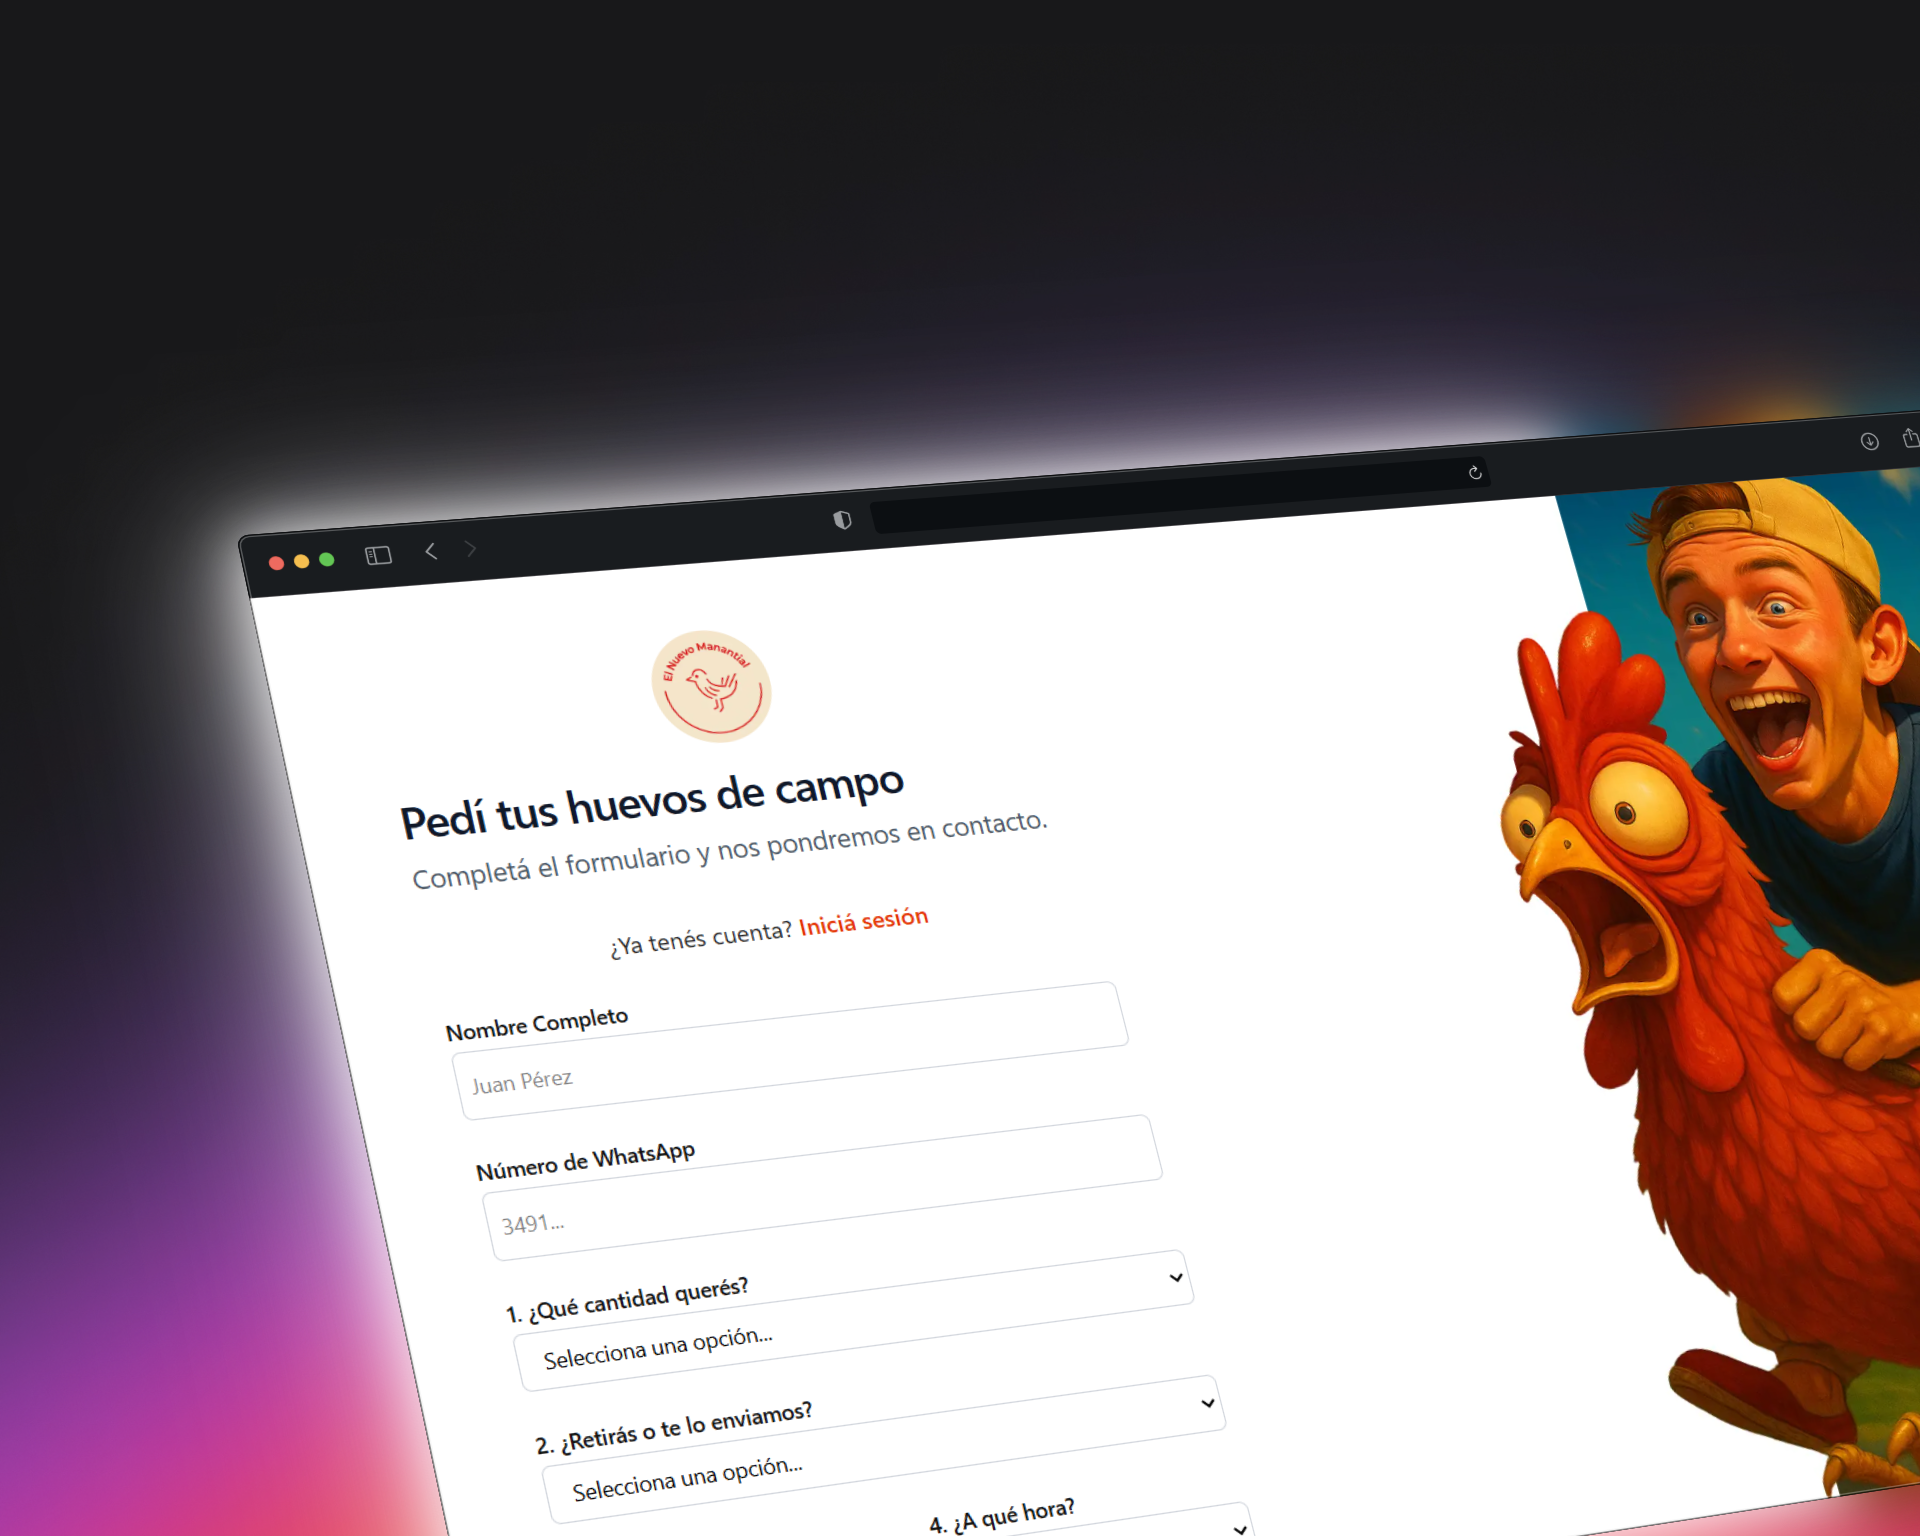 El Nuevo Manantial
Pedí tus huevos de campo
Completá el formulario y nos pondremos en contacto.
¿Ya tenés cuenta? Iniciá sesión
Nombre Completo
Juan Pérez
Número de WhatsApp
3491...
1. ¿Qué cantidad querés?
Selecciona una opción...
2. ¿Retirás o te lo enviamos?
Selecciona una opción...
4. ¿A qué hora?